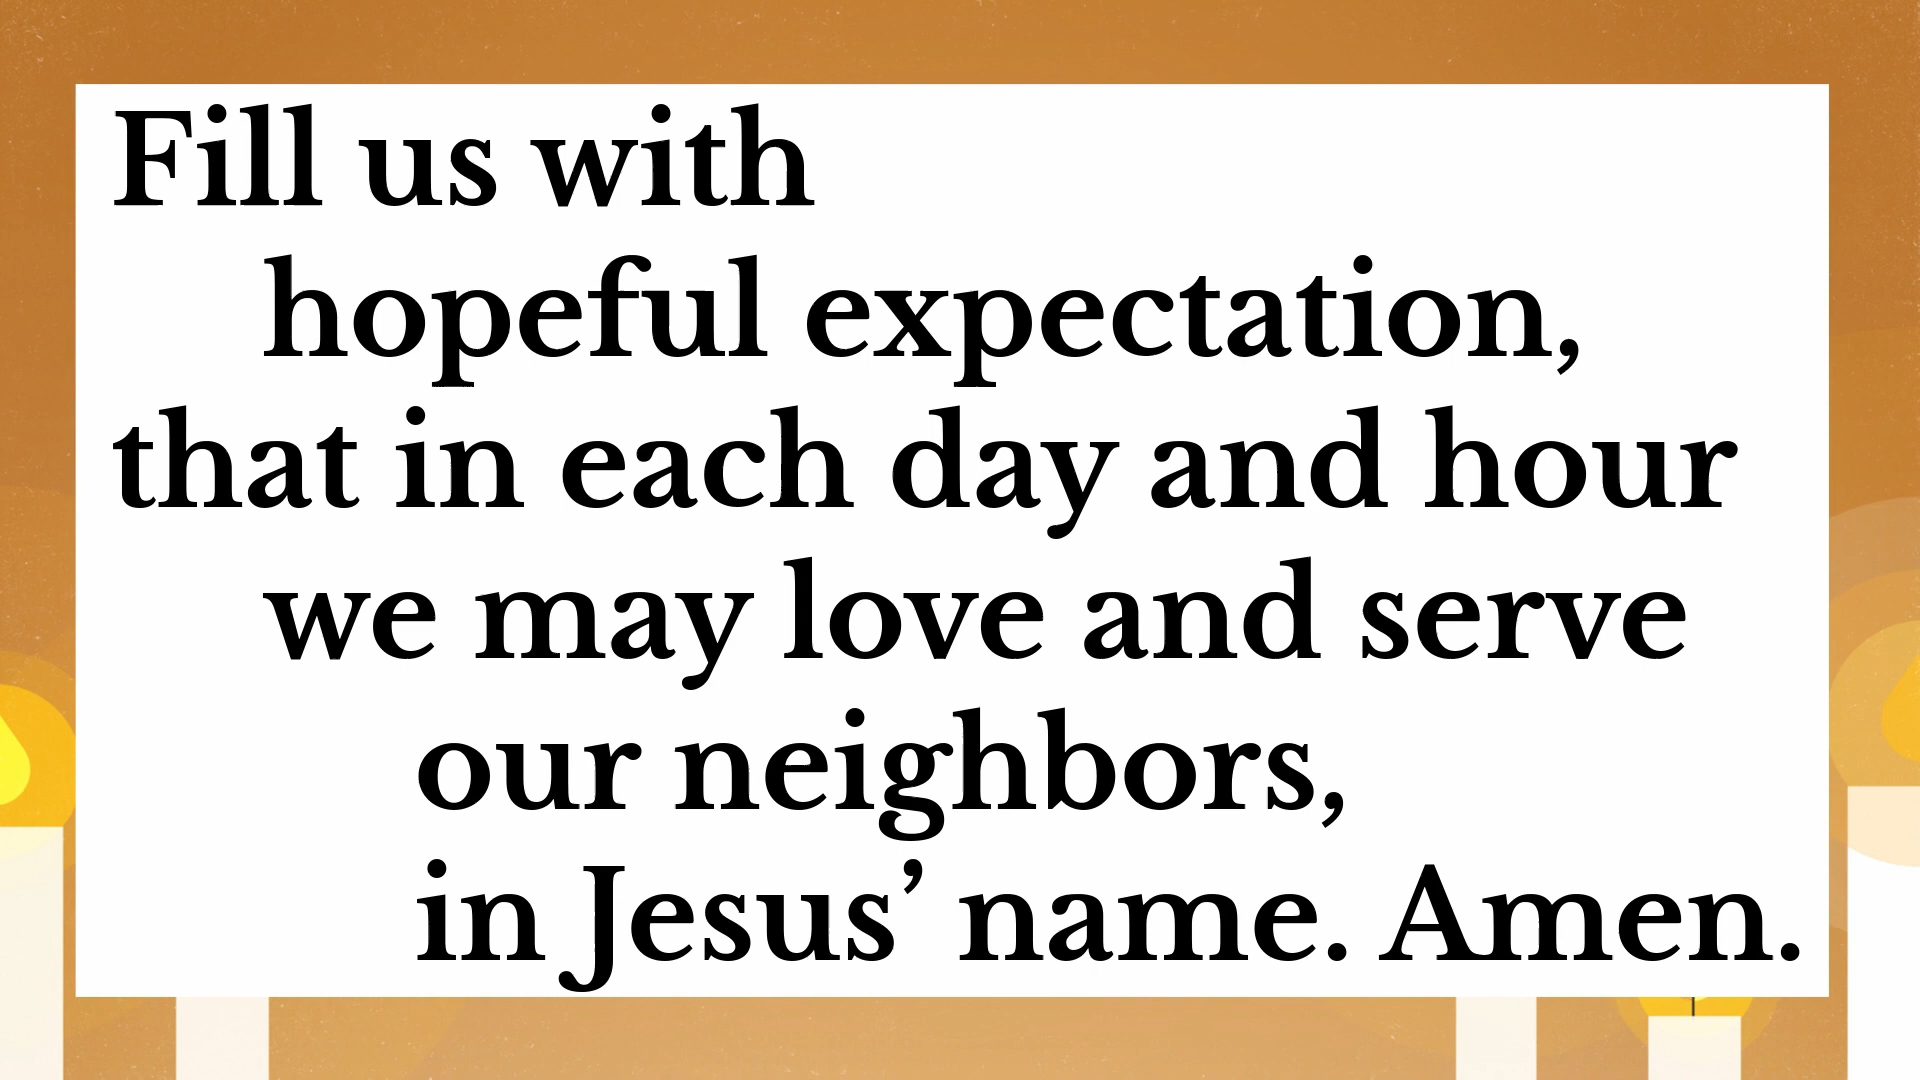 Fill us with
hopeful expectation,
that in each day and hour
we may love and serve
our neighbors,
in Jesus’ name. Amen.